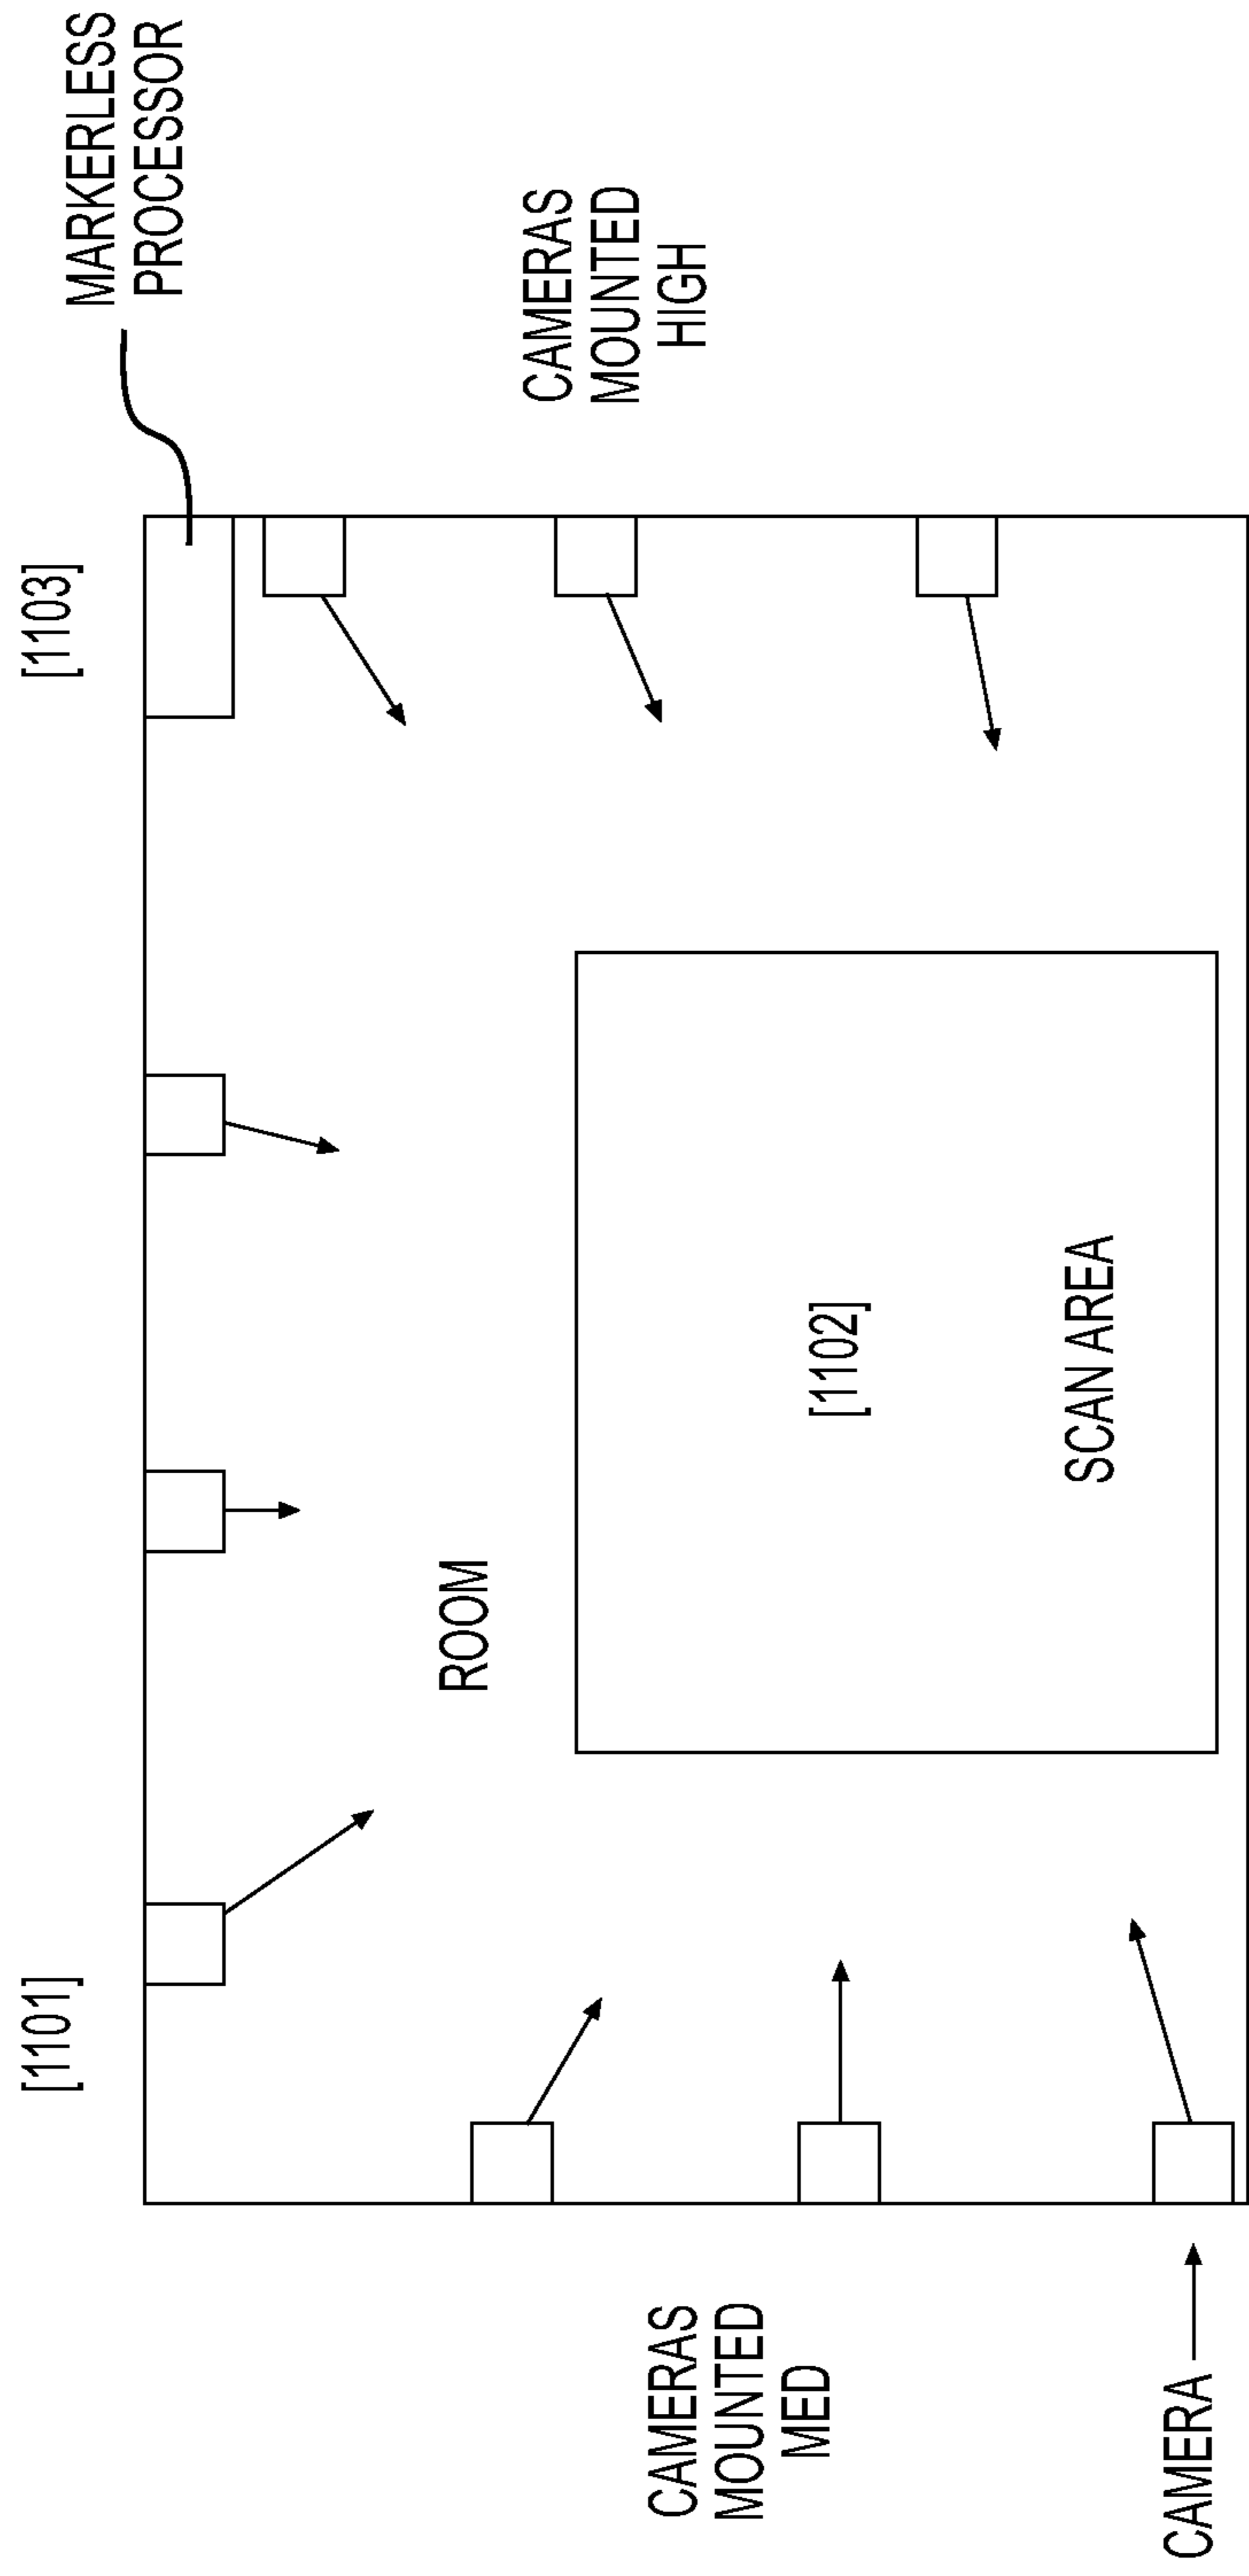 [1101]
[1103]
MARKERLESS
PROCESSOR
ROOM
CAMERAS
MOUNTED
HIGH
CAMERAS
MOUNTED
MED
[1102]
SCAN AREA
CAMERA